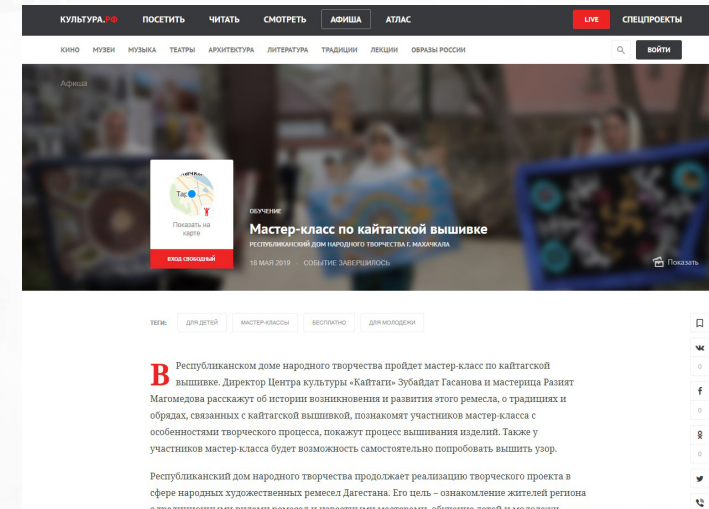 КУЛЬТУРА.РФ ПОСЕТИТЬ ЧИТАТЬ СМОТРЕТЬ АФИША АТЛАС LIVE СПЕЦПРОЕКТЫ
КИНО МУЗЕИ МУЗЫКА ТЕАТРЫ АРХИТЕКТУРА ЛИТЕРАТУРА ТРАДИЦИИ ЛЕКЦИИ ОБРАЗЫ РОССИИ ВОЙТИ
Афиша
Показать на
карте
ВХОД СВОБОДНЫЙ
ОБУЧЕНИЕ
Мастер-класс по кайтагской вышивке
РЕСПУБЛИКАНСКИЙ ДОМ НАРОДНОГО ТВОРЧЕСТВА Г. МАХАЧКАЛА
18 МАЯ 2019 СОБЫТИЕ ЗАВЕРШИЛОСЬ
Показать
ТЕГИ: ДЛЯ ДЕТЕЙ МАСТЕР-КЛАССЫ БЕСПЛАТНО ДЛЯ МОЛОДЕЖИ
В Республиканском доме народного творчества пройдет мастер-класс по кайтагской
вышивке. Директор Центра культуры «Кайтаги» Зубайдат Гасанова и мастерица Разият
Магомедова расскажут об истории возникновения и развития этого ремесла, о традициях и
обрядах, связанных с кайтагской вышивкой, познакомят участников мастер-класса с
особенностями творческого процесса, покажут процесс вышивания изделий. Также у
участников мастер-класса будет возможность самостоятельно попробовать вышить узор.
Республиканский дом народного творчества продолжает реализацию творческого проекта в
сфере народных художественных ремесел Дагестана. Его цель – ознакомление жителей региона
0
0
0